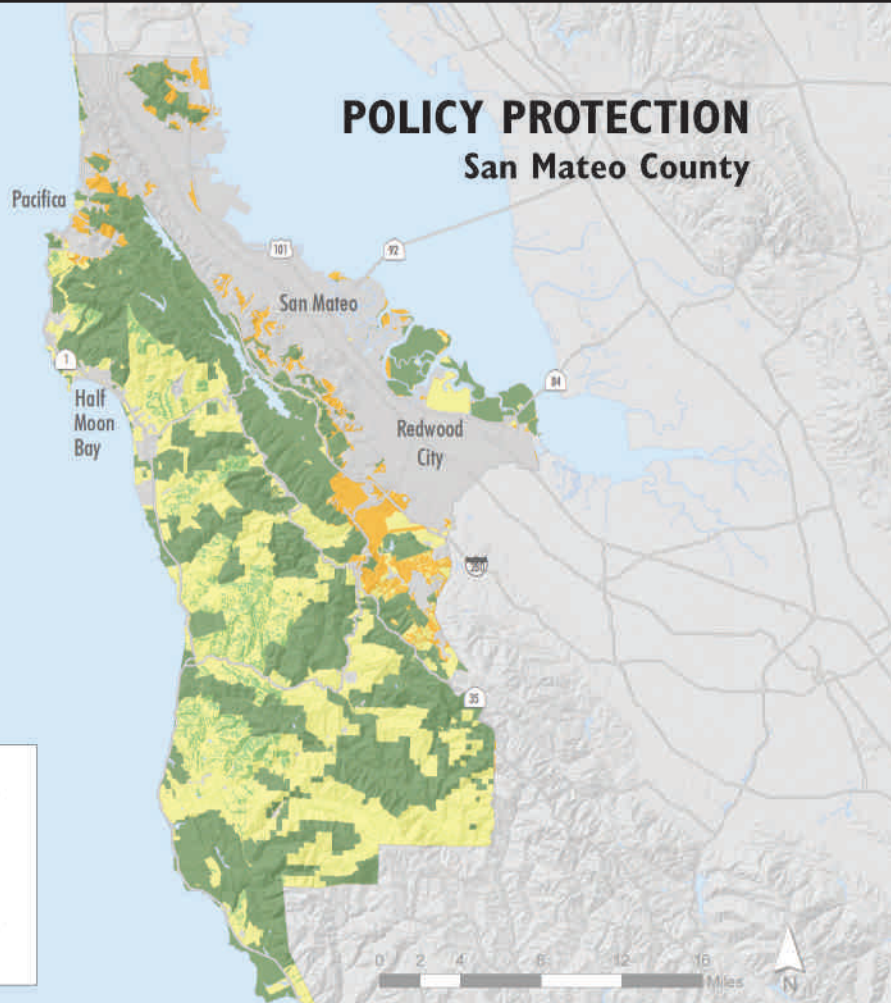 POLICY PROTECTION
San Mateo County
Pacifica
101
92
San Mateo
1
84
Half
Moon
Bay
Redwood
City
35
0 2 4 8 12 16
Miles
N